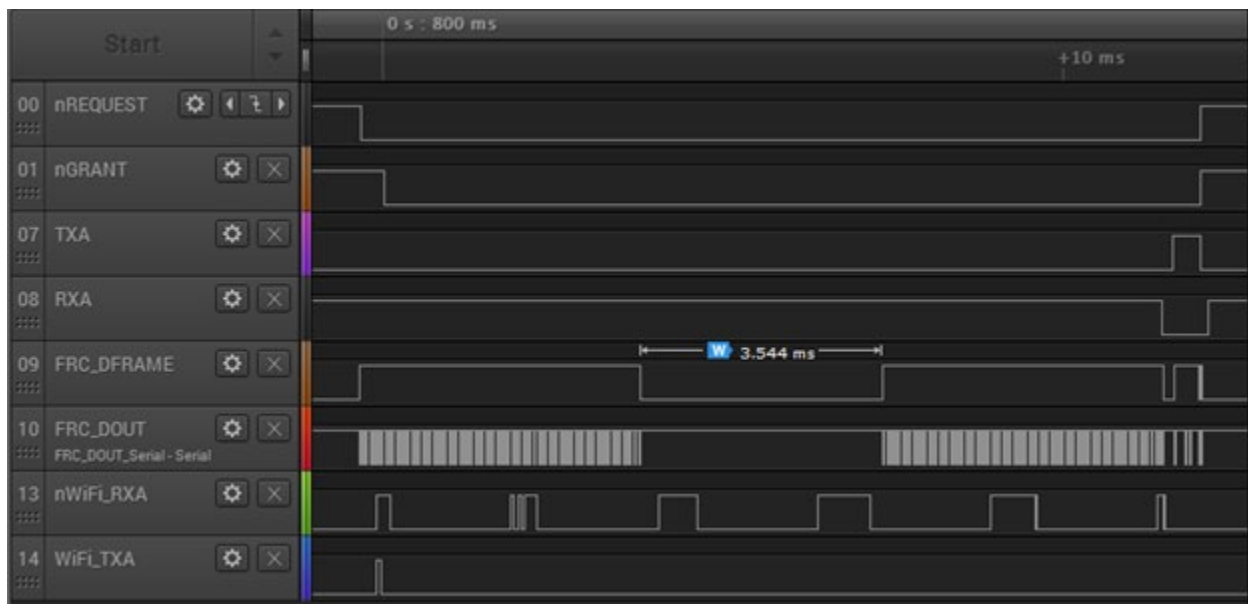 0 s : 800 ms
Start
+10 ms
00 nREQUEST
01 nGRANT
07 TXA
08 RXA
09 FRC_DFRAME
W 3.544 ms
10 FRC_DOUT
FRC_DOUT_Serial - Serial
13 nWiFi_RXA
14 WiFi_TXA